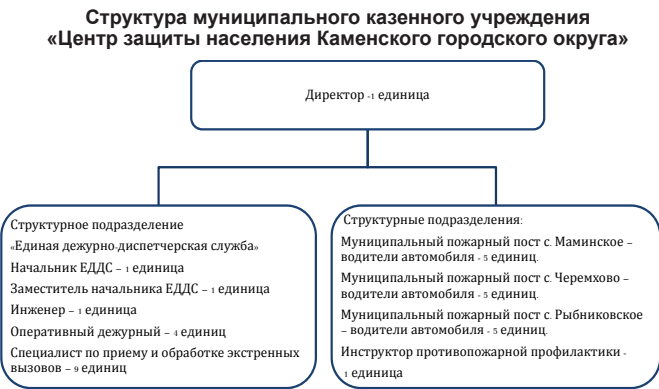 Структура муниципального казенного учреждения
«Центр защиты населения Каменского городского округа»
Директор -1 единица
Структурное подразделение
«Единая дежурно-диспетчерская служба»
Начальник ЕДДС – 1 единица
Заместитель начальника ЕДДС – 1 единица
Инженер – 1 единица
Оперативный дежурный – 4 единиц
Специалист по приему и обработке экстренных
вызовов – 9 единиц
Структурные подразделения:
Муниципальный пожарный пост с. Маминское –
водители автомобиля - 5 единиц.
Муниципальный пожарный пост с. Черемхово –
водители автомобиля - 5 единиц.
Муниципальный пожарный пост с. Рыбниковское
– водители автомобиля - 5 единиц.
Инструктор противопожарной профилактики -
1 единица